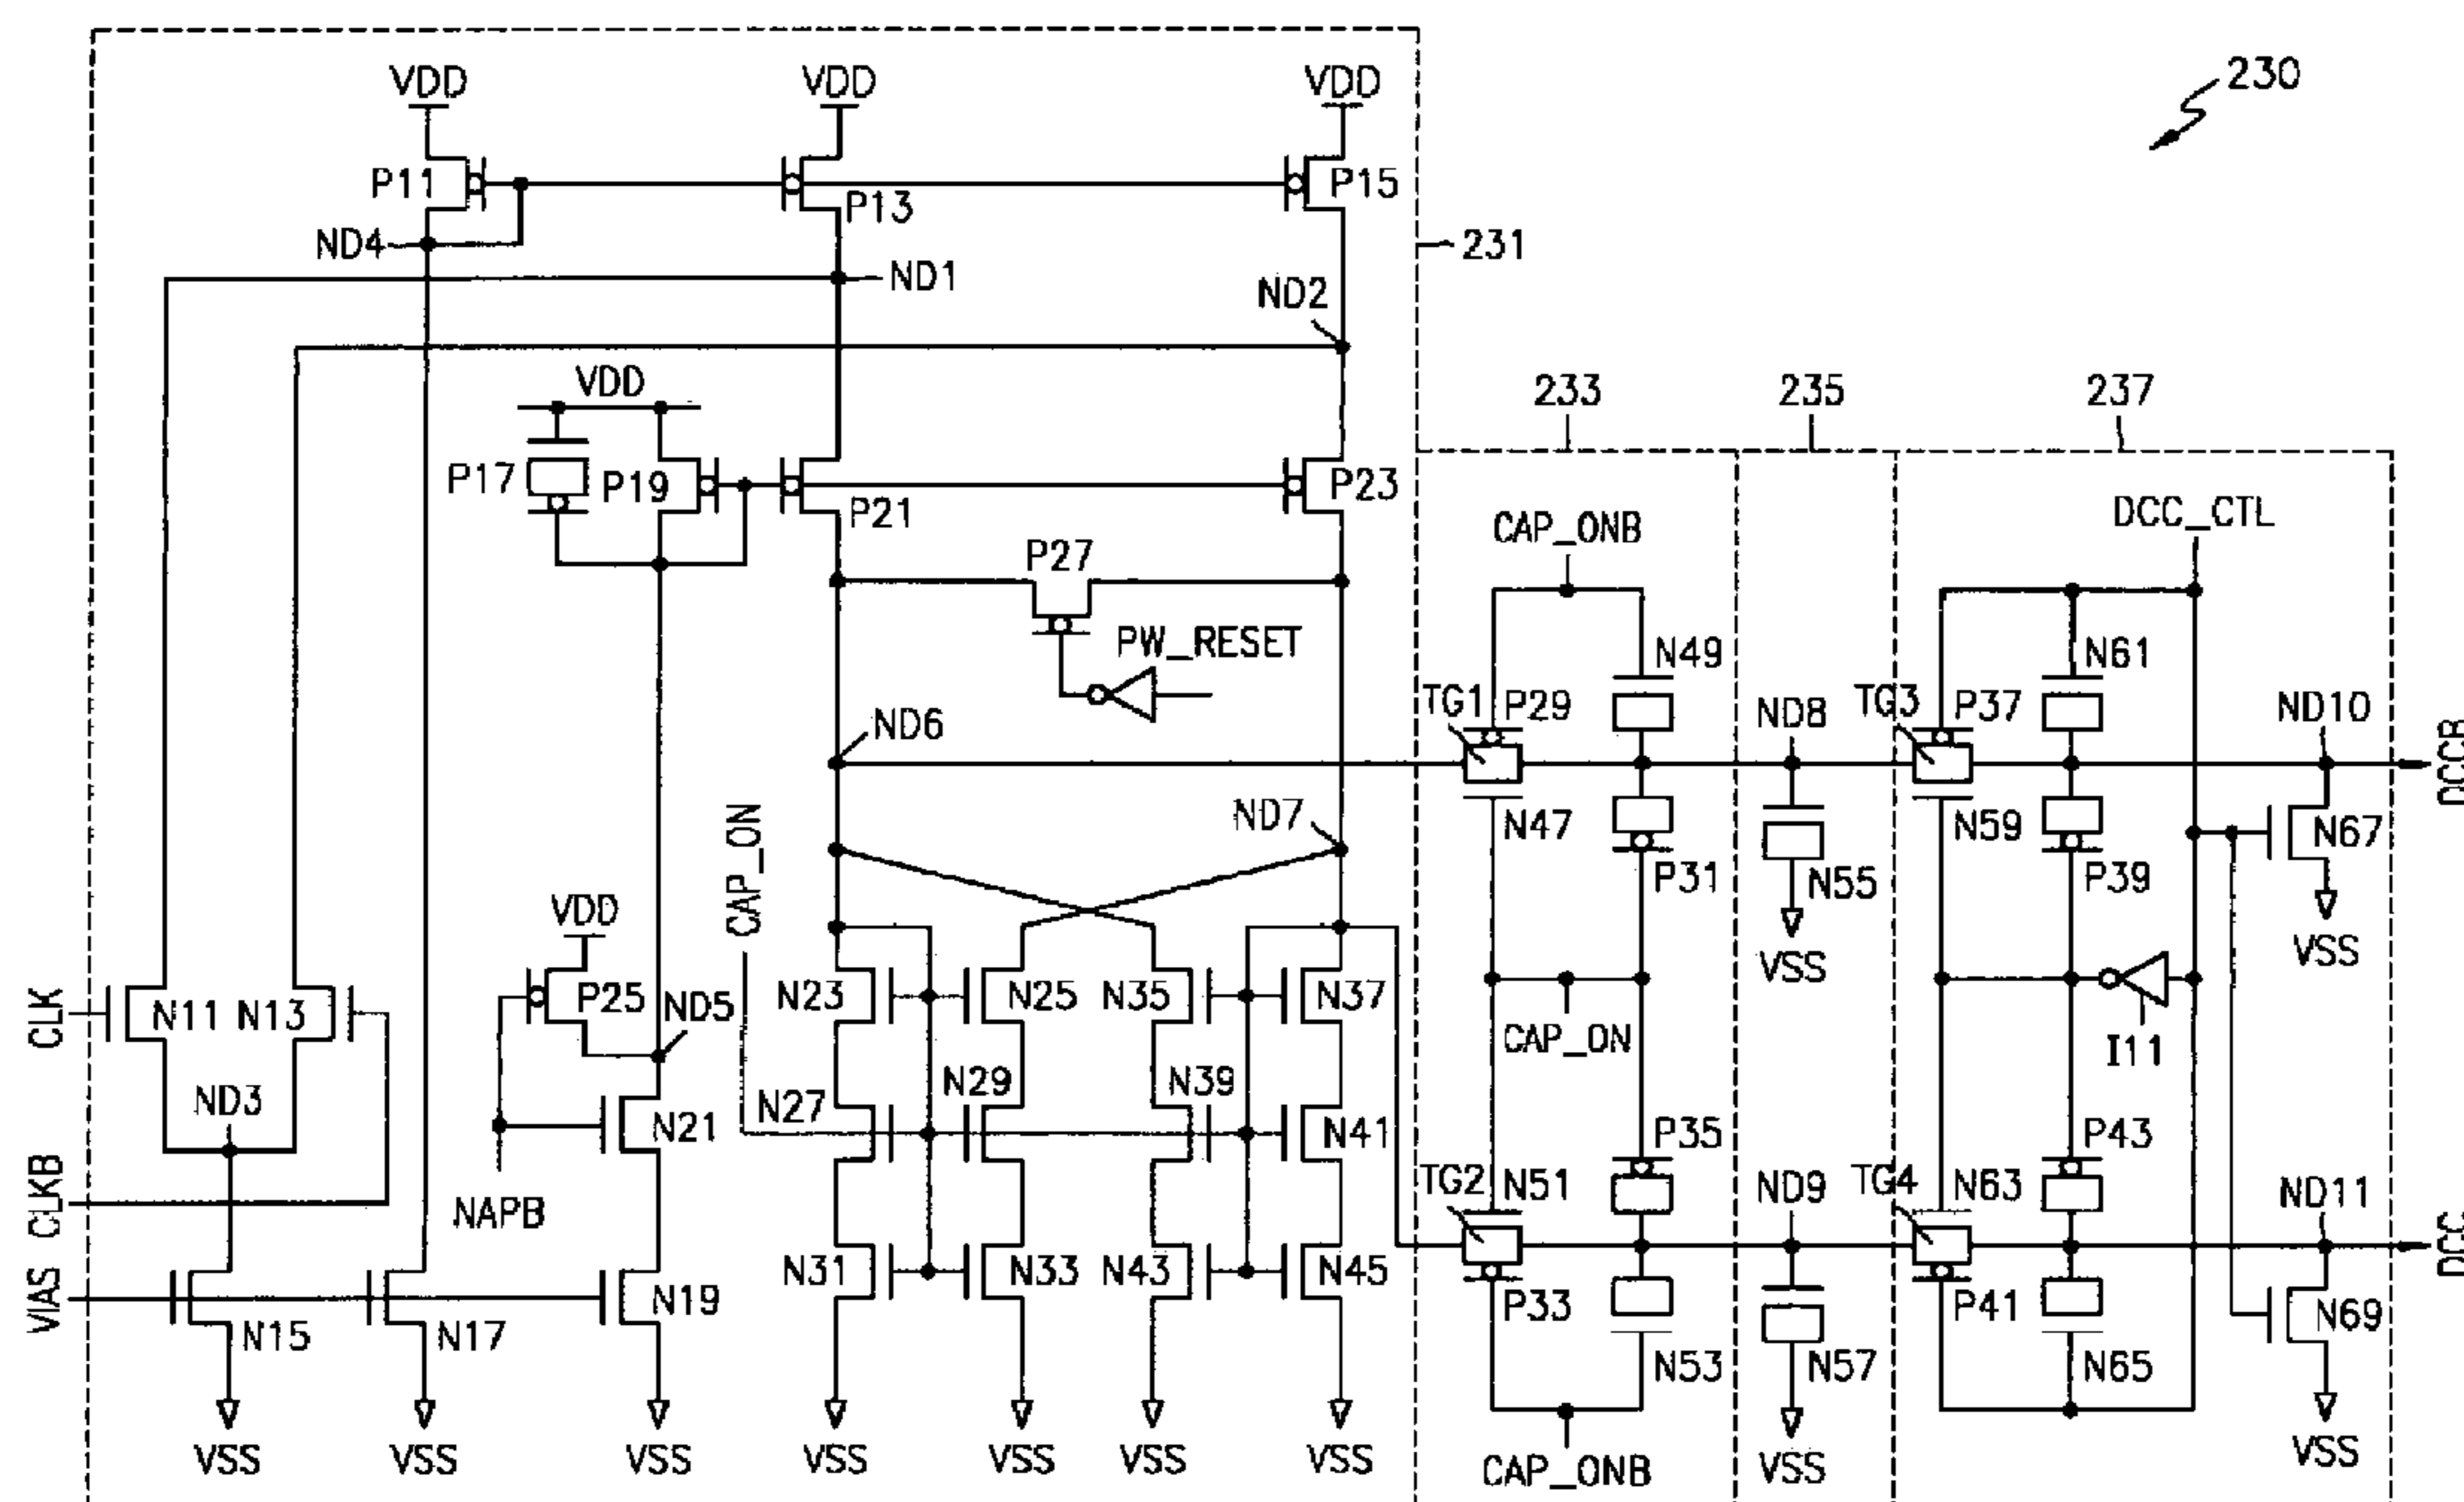 230
VDD VDD VDD
P11 P13 P15
ND4
231
ND1
ND2
VDD
233 235 237
P17 P19 P21 P23
CAP_ONB DCC_CTL
P27
PW_RESET
N49 N61
TG1 P29 ND8 TG3 P37 ND10
ND6
DCCB
CAP_ON
ND7
N47 N59 N67
P31 N55 P39
VDD
VSS VSS
CLK
N11 N13 P25 ND5 N23 N25 N35 N37
CAP_ON I11
ND3
N27 N29 N39 N41
N21
P35 P43
CLKB
NAPB
TG2 N51 ND9 TG4 N63 ND11
DCC
VIAS
N15 N17 N19 N31 N33 N43 N45
P33 P41 N69
N53 N57 N65
VSS VSS VSS VSS VSS VSS VSS
CAP_ONB VSS VSS